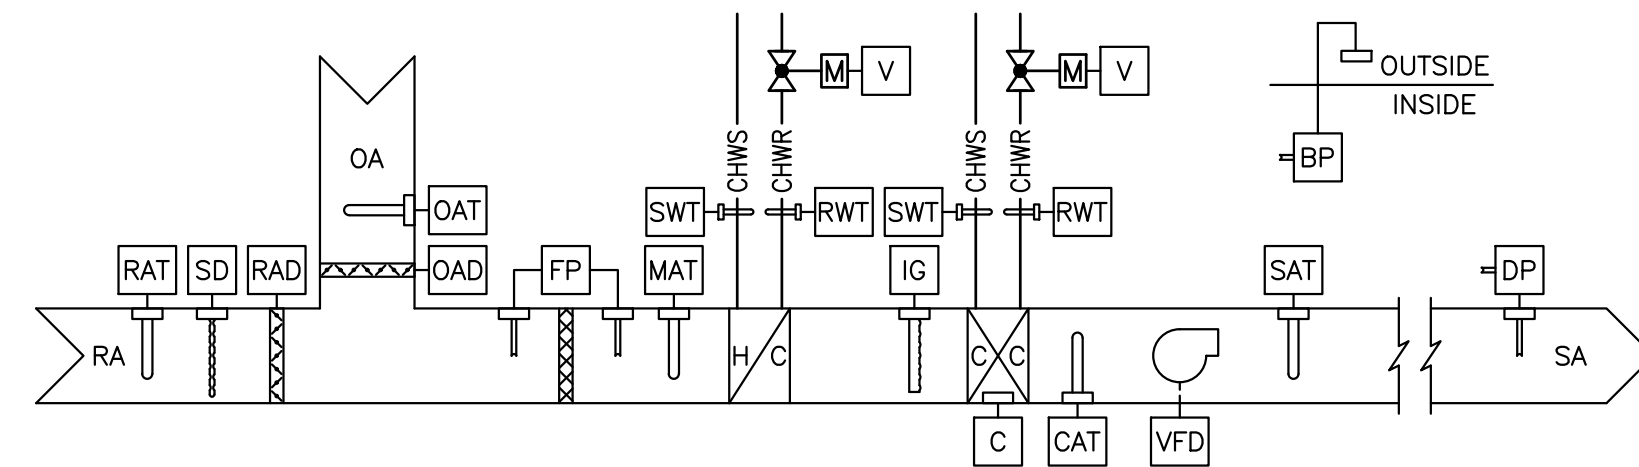 OUTSIDE
INSIDE
BP
M V
M V
CHWS CHWR
CHWS CHWR
OA
OAT
OAD
SWT RWT
SWT RWT
RAT SD RAD
FP MAT
IG
SAT
DP
RA
H C
C C
SA
C CAT VFD